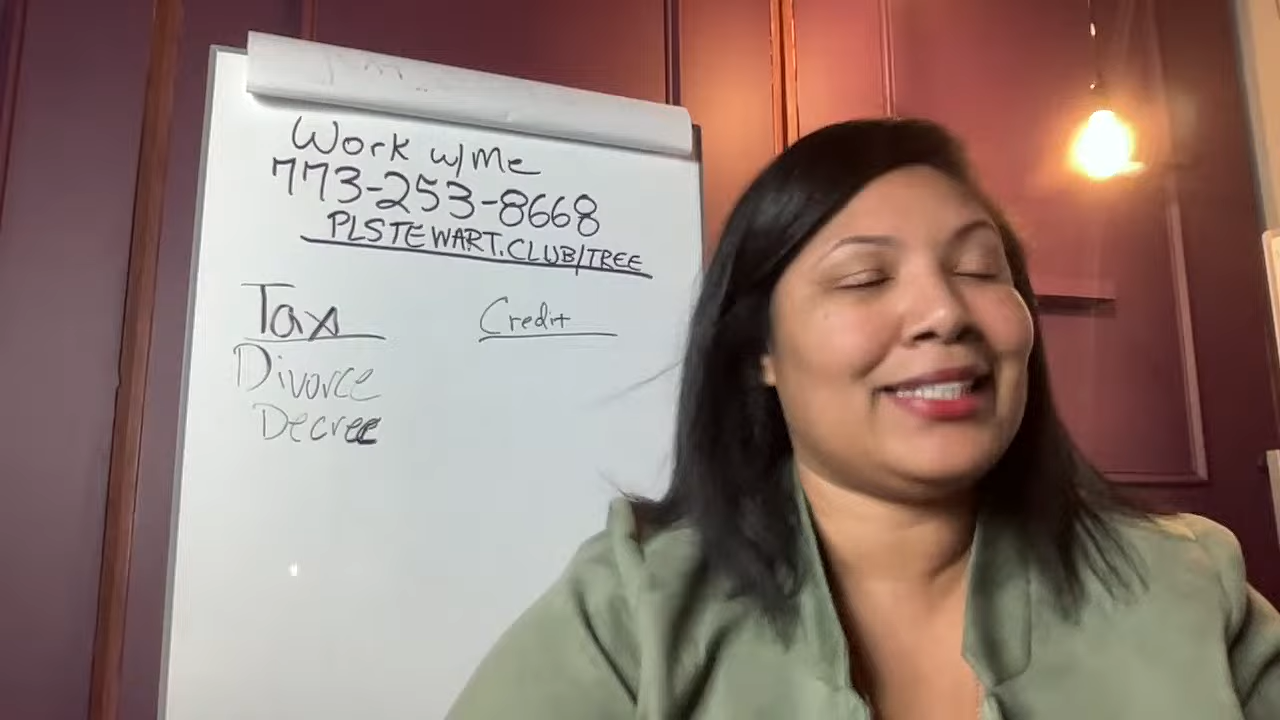 Work w/Me
773-253-8668
PLSTEWART.CLUB/TREE
Tax
Credit
Divorce
Decree